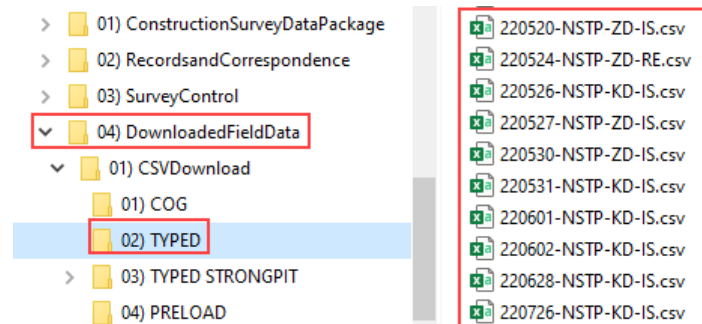 01) ConstructionSurveyDataPackage
02) RecordsandCorrespondence
03) SurveyControl
04) DownloadedFieldData
01) CSVDownload
01) COG
02) TYPED
03) TYPED STRONGPIT
04) PRELOAD
220520-NSTP-ZD-IS.csv
220524-NSTP-ZD-RE.csv
220526-NSTP-KD-IS.csv
220527-NSTP-ZD-IS.csv
220530-NSTP-ZD-IS.csv
220531-NSTP-KD-IS.csv
220601-NSTP-KD-IS.csv
220602-NSTP-KD-IS.csv
220628-NSTP-KD-IS.csv
220726-NSTP-KD-IS.csv